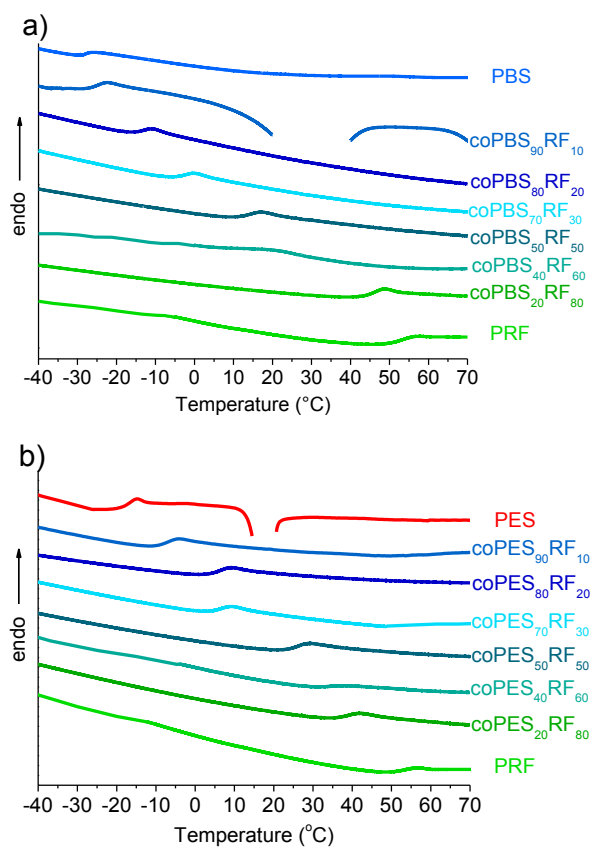 a)
endo
PBS
coPBS₉₀RF₁₀
coPBS₈₀RF₂₀
coPBS₇₀RF₃₀
coPBS₅₀RF₅₀
coPBS₄₀RF₆₀
coPBS₂₀RF₈₀
PRF
-40 -30 -20 -10 0 10 20 30 40 50 60 70
Temperature (°C)
b)
endo
PES
coPES₉₀RF₁₀
coPES₈₀RF₂₀
coPES₇₀RF₃₀
coPES₅₀RF₅₀
coPES₄₀RF₆₀
coPES₂₀RF₈₀
PRF
-40 -30 -20 -10 0 10 20 30 40 50 60 70
Temperature (°C)